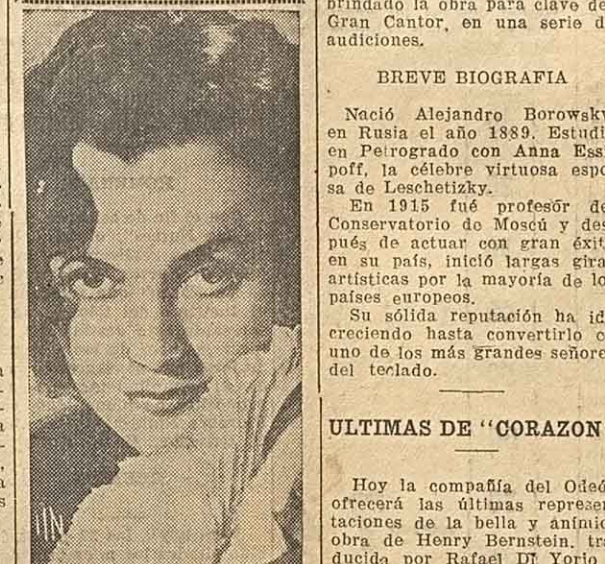 brindado la obra para clave de
Gran Cantor, en una serie d
audiciones.
BREVE BIOGRAFIA
Nació Alejandro Borowsky
en Rusia el año 1889. Estudi
en Petrogrado con Anna Ess
poff, la célebre virtuosa espo
sa de Leschetizky.
En 1915 fué profesór de
Conservatorio de Moscú y des
pués de actuar con gran éxit
en su país, inició largas gira
artísticas por la mayoría de lo
países europeos.
Su sólida reputación ha id
creciendo hasta convertirlo e
uno de los más grandes señore
del teclado.
ULTIMAS DE "CORAZON
Hoy la compañía del Odeó
ofrecerá las últimas represen
taciones de la bella y anímic
obra de Henry Bernstein, tra
ducida por Rafael Di Yorio